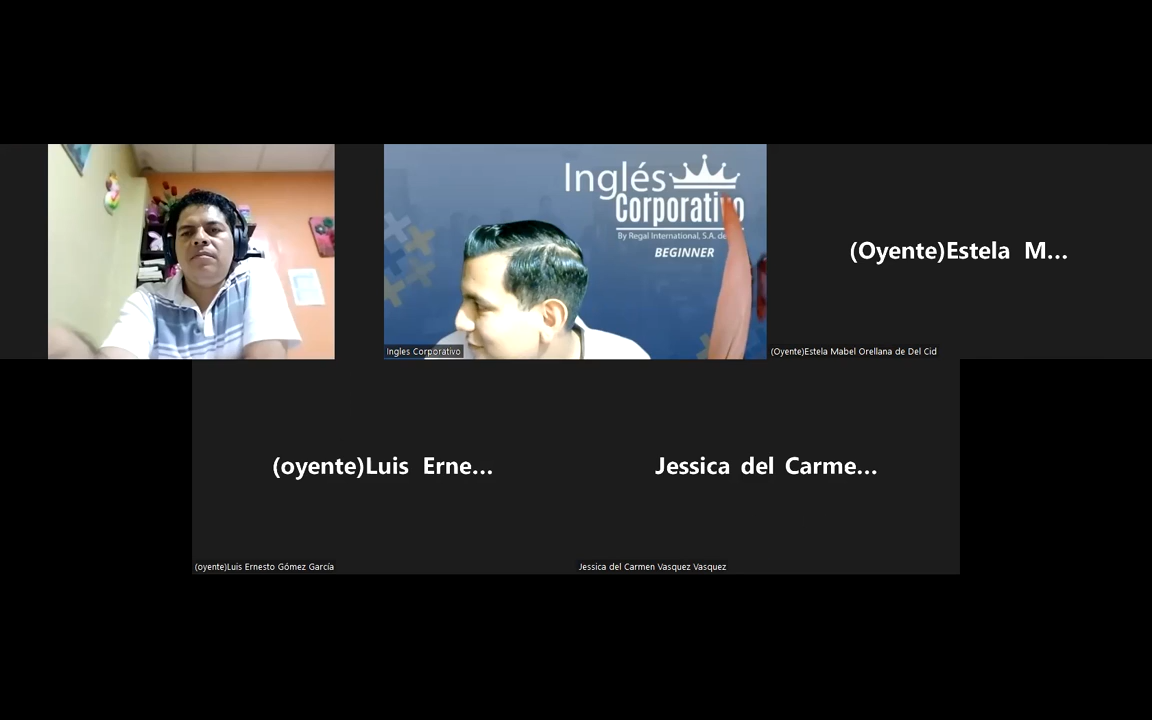 Inglés
Corporativo
By Regal International, S.A. de
BEGINNER
Ingles Corporativo
(Oyente)Estela M...
(Oyente)Estela Mabel Orellana de Del Cid
(oyente)Luis Erne...
(oyente)Luis Ernesto Gómez García
Jessica del Carme...
Jessica del Carmen Vasquez Vasquez